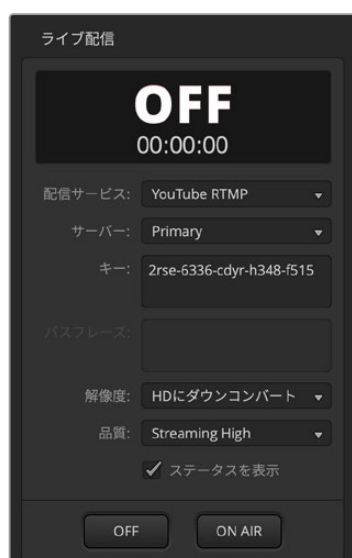 ライブ配信
OFF
00:00:00
配信サービス: YouTube RTMP
サーバー: Primary
キー: 2rse-6336-cdyr-h348-f515
パスフレーズ:
解像度: HDにダウンコンバート
品質: Streaming High
ステータスを表示
OFF ON AIR